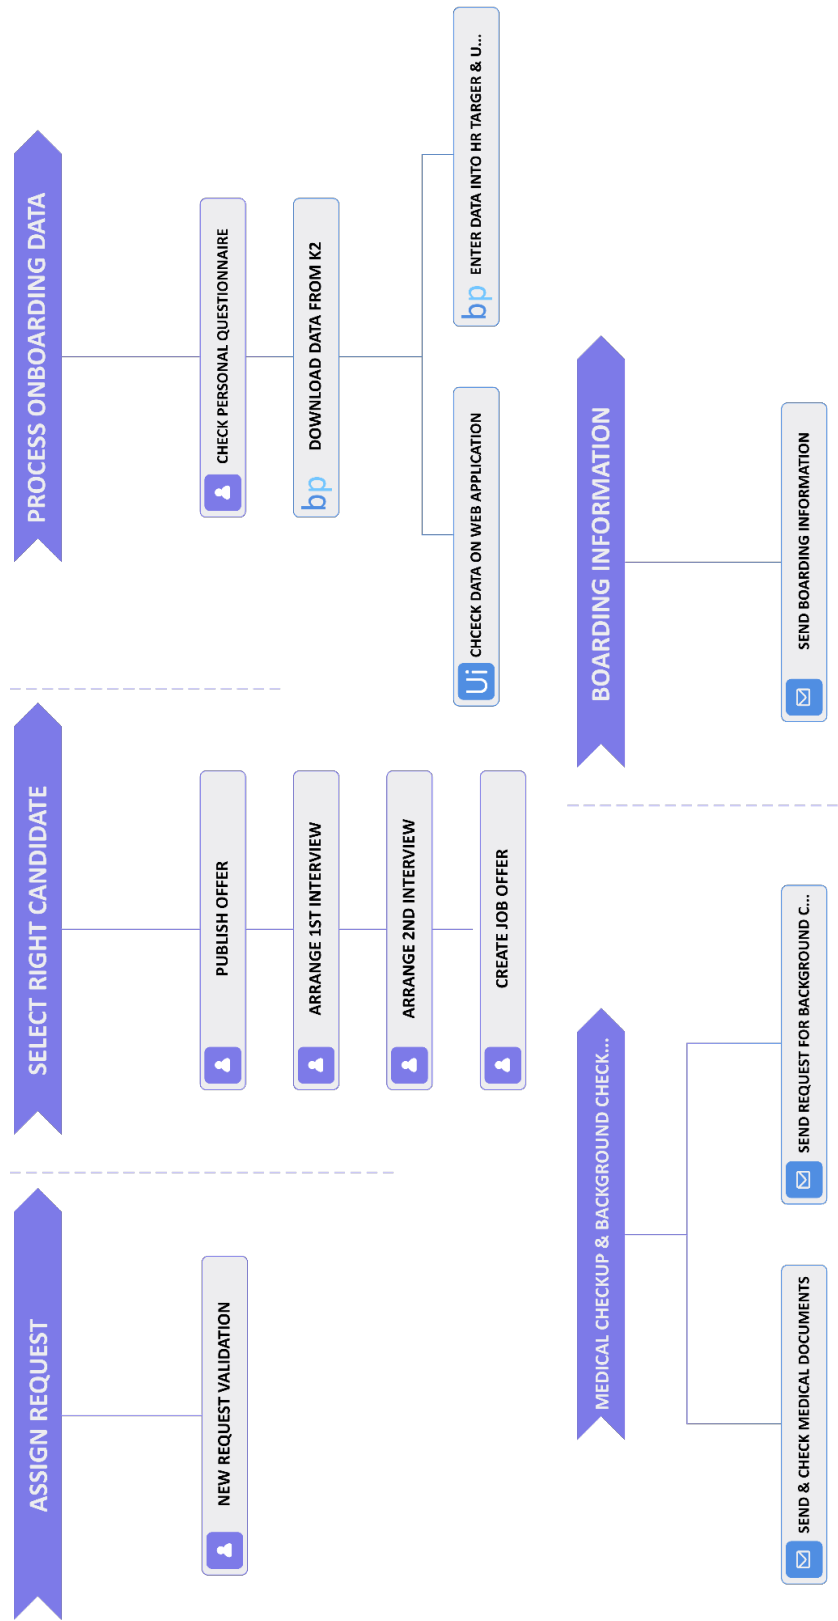 ASSIGN REQUEST
NEW REQUEST VALIDATION
SELECT RIGHT CANDIDATE
PUBLISH OFFER
ARRANGE 1ST INTERVIEW
ARRANGE 2ND INTERVIEW
CREATE JOB OFFER
PROCESS ONBOARDING DATA
CHECK PERSONAL QUESTIONNAIRE
bp DOWNLOAD DATA FROM K2
Ui CHCECK DATA ON WEB APPLICATION
bp ENTER DATA INTO HR TARGER & U...
MEDICAL CHECKUP & BACKGROUND CHECK...
SEND & CHECK MEDICAL DOCUMENTS
SEND REQUEST FOR BACKGROUND C...
BOARDING INFORMATION
SEND BOARDING INFORMATION